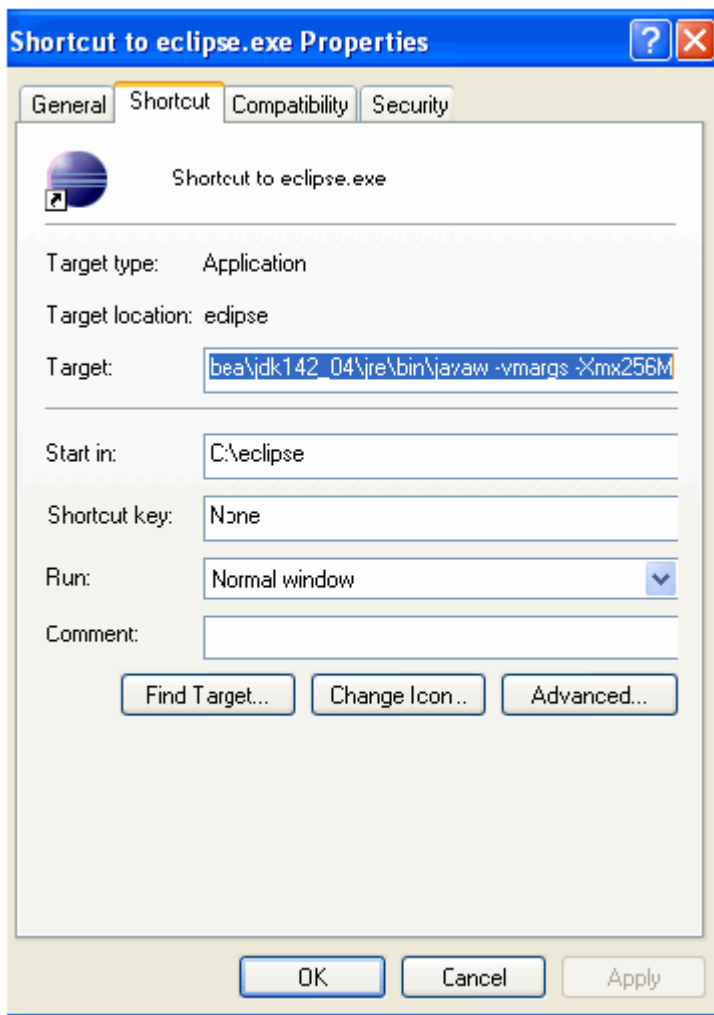 Shortcut to eclipse.exe Properties
General Shortcut Compatibility Security
Shortcut to eclipse.exe
Target type: Application
Target location: eclipse
Target: bea\jdk142_04\jre\bin\javaw -vmargs -Xmx256M
Start in: C:\eclipse
Shortcut key: None
Run: Normal window
Comment:
Find Target... Change Icon... Advanced...
OK Cancel Apply